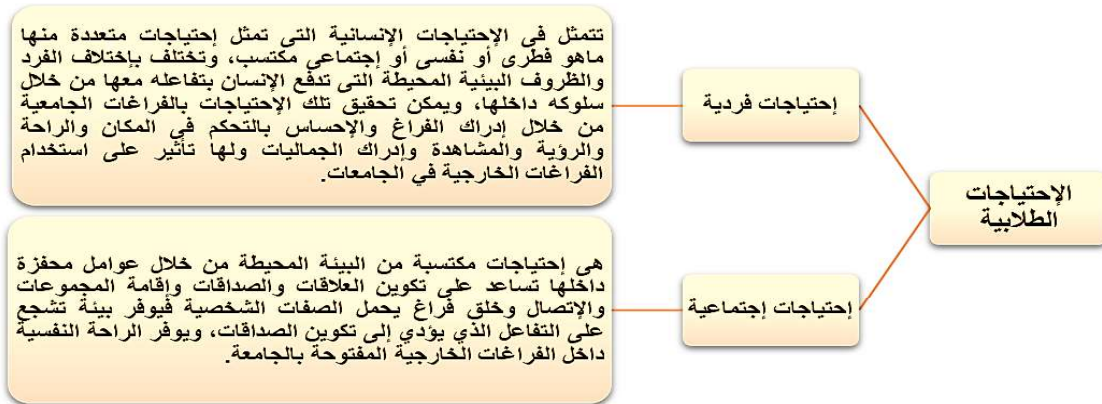 الإحتياجات
الطلابية
إحتياجات فردية
تتمثل فى الإحتياجات الإنسانية التى تمثل إحتياجات متعددة منها
ماهو فطرى أو نفسى أو إجتماعى مكتسب، وتختلف بإختلاف الفرد
والظروف البيئية المحيطة التى تدفع الإنسان بتفاعله معها من خلال
سلوكه داخلها، ويمكن تحقيق تلك الإحتياجات بالفراغات الجامعية
من خلال إدراك الفراغ والإحساس بالتحكم في المكان والراحة
والرؤية والمشاهدة وإدراك الجماليات ولها تأثير على استخدام
الفراغات الخارجية في الجامعات.
إحتياجات إجتماعية
هى إحتياجات مكتسبة من البيئة المحيطة من خلال عوامل محفزة
داخلها تساعد على تكوين العلاقات والصداقات وإقامة المجموعات
والإتصال وخلق فراغ يحمل الصفات الشخصية فيوفر بيئة تشجع
على التفاعل الذي يؤدي إلى تكوين الصداقات، ويوفر الراحة النفسية
داخل الفراغات الخارجية المفتوحة بالجامعة.